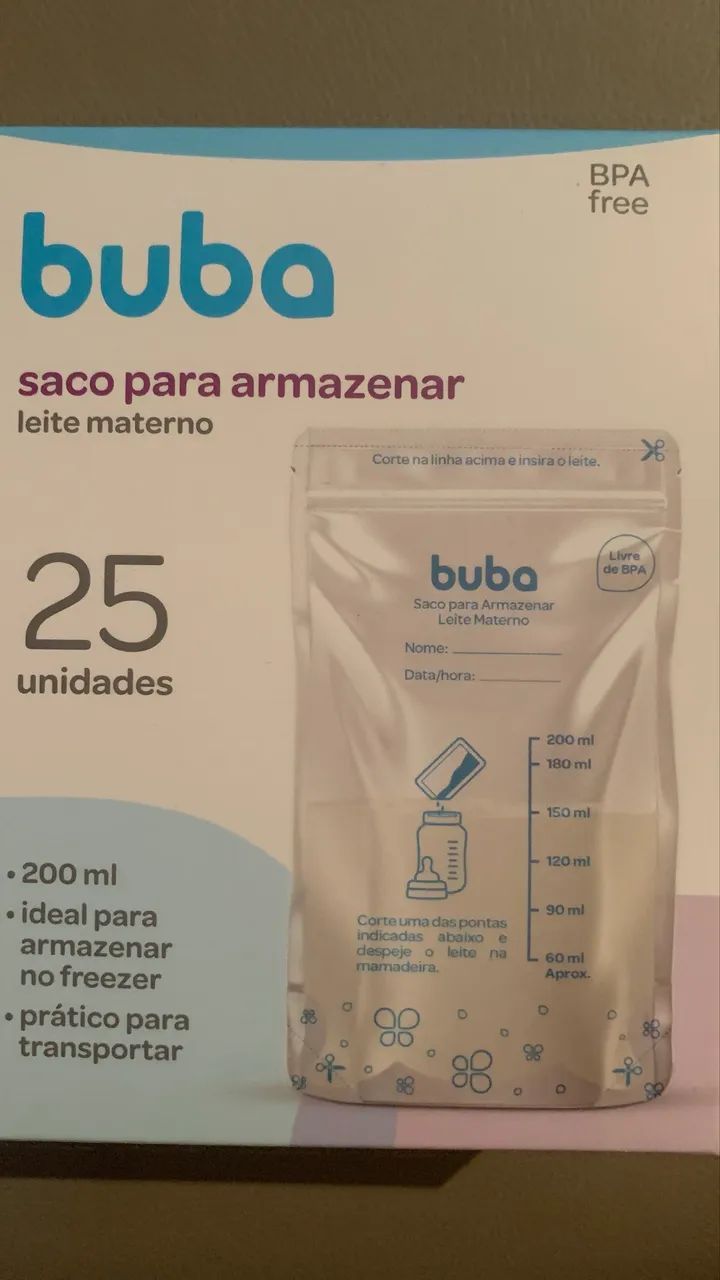 BPA
free
buba
saco para armazenar
leite materno
25
unidades
• 200 ml
• ideal para
armazenar
no freezer
• prático para
transportar
Corte na linha acima e insira o leite.
buba
Livre
de BPA
Saco para Armazenar
Leite Materno
Nome:
Data/hora:
200 ml
180 ml
150 ml
120 ml
90 ml
60 ml
Aprox.
Corte uma das pontas
indicadas abaixo e
despeje o leite na
mamadeira.